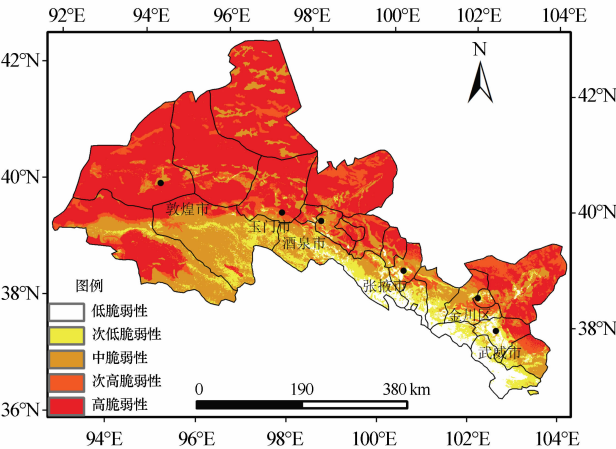 92°E 94°E 96°E 98°E 100°E 102°E 104°E
N
42°N
42°N
40°N
40°N
敦煌市
玉门市
酒泉市
张掖市
金川区
武威市
38°N
38°N
36°N
图例
低脆弱性
次低脆弱性
中脆弱性
次高脆弱性
高脆弱性
0 190 380 km
94°E 96°E 98°E 100°E 102°E 104°E